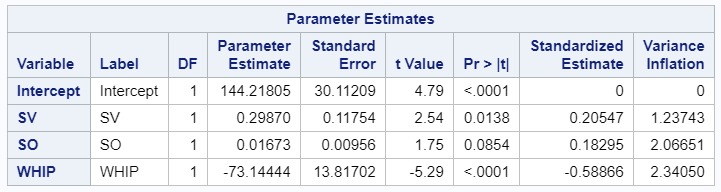 Parameter Estimates
Parameter Standard Standardized Variance
Variable Label DF Estimate Error t Value Pr > |t| Estimate Inflation
Intercept Intercept 1 144.21805 30.11209 4.79 <.0001 0 0
SV SV 1 0.29870 0.11754 2.54 0.0138 0.20547 1.23743
SO SO 1 0.01673 0.00956 1.75 0.0854 0.18295 2.06651
WHIP WHIP 1 -73.14444 13.81702 -5.29 <.0001 -0.58866 2.34050